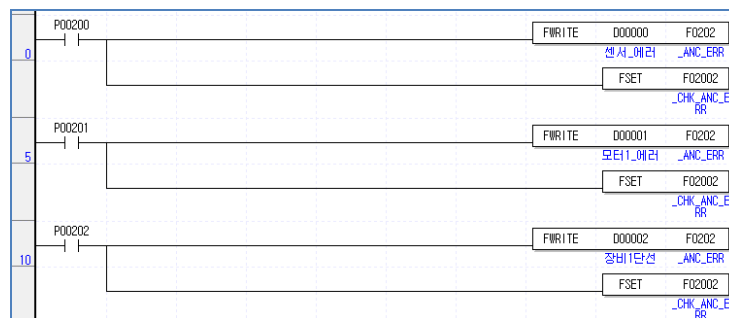 P00200
FWRITE D00000 F0202
0 센서_에러 _ANC_ERR
FSET F02002
_CHK_ANC_E
RR
P00201
FWRITE D00001 F0202
5 모터1_에러 _ANC_ERR
FSET F02002
_CHK_ANC_E
RR
P00202
FWRITE D00002 F0202
10 장비1단선 _ANC_ERR
FSET F02002
_CHK_ANC_E
RR